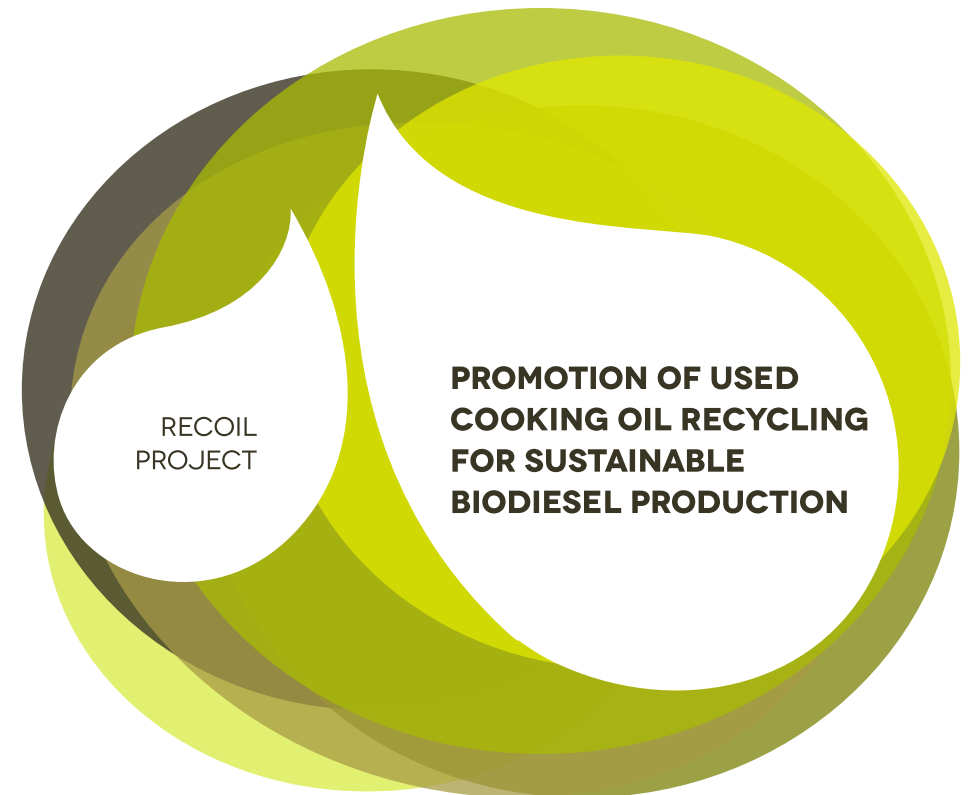 RECOIL
PROJECT
PROMOTION OF USED
COOKING OIL RECYCLING
FOR SUSTAINABLE
BIODIESEL PRODUCTION